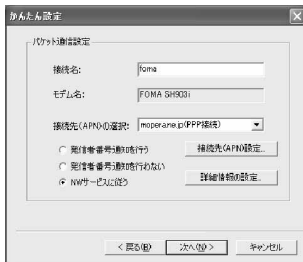 かんたん設定
パケット通信設定
接続名: foma
モデム名: FOMA SH903i
接続先(APN)の選択: mopera.ne.jp(PPP接続)
発信者番号通知を行う 接続先(APN)設定...
発信者番号通知を行わない
NWサービスに従う 詳細情報の設定...
< 戻る(B) 次へ(N) > キャンセル